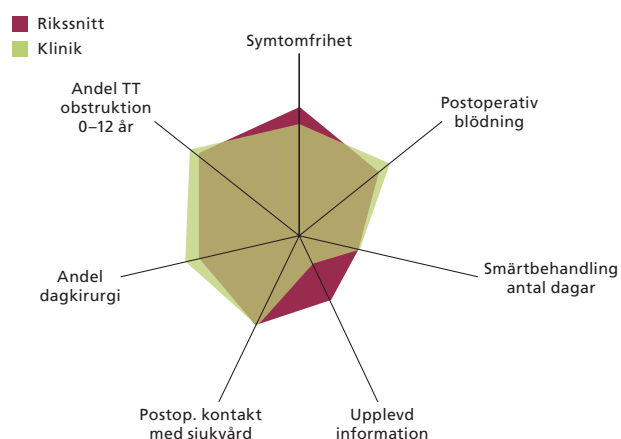 Rikssnitt
Klinik
Symtomfrihet
Andel TT
obstruktion
0–12 år
Postoperativ
blödning
Andel
dagkirurgi
Smärtbehandling
antal dagar
Postop. kontakt
med sjukvård
Upplevd
information